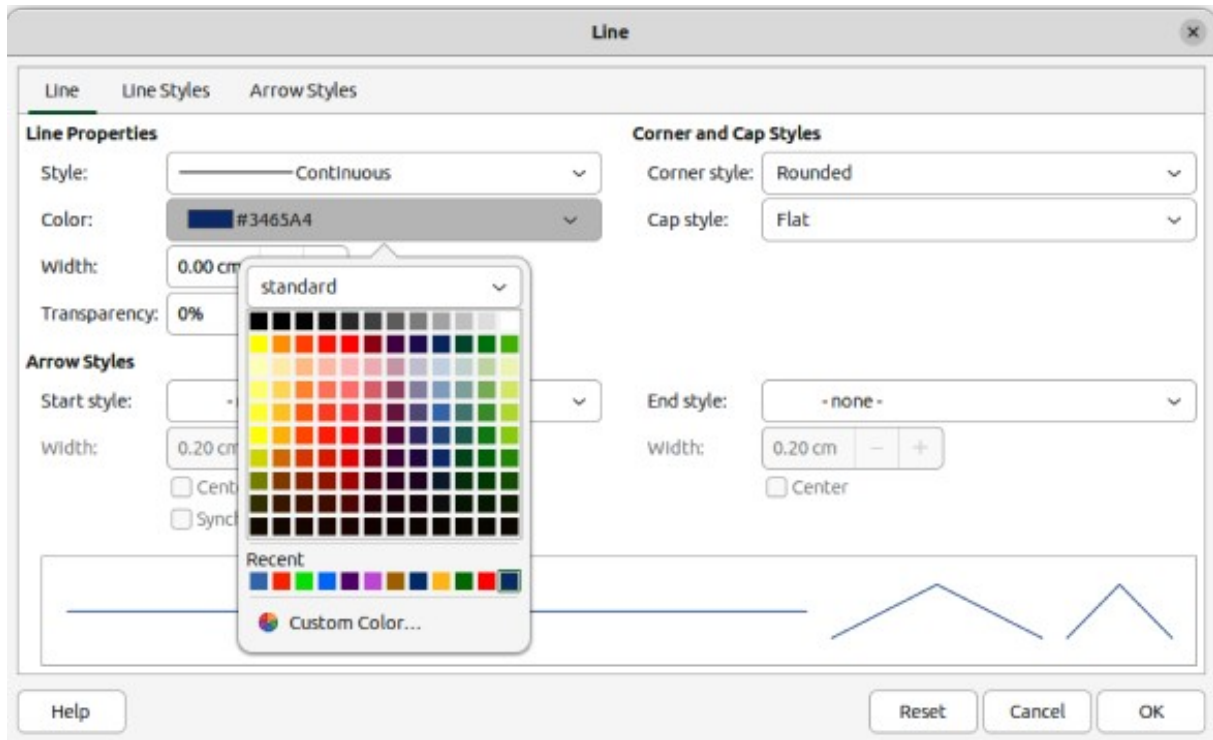 Line
Line Line Styles Arrow Styles
Line Properties
Style: Continuous
Color: #3465A4
Width: 0.00 cm
standard
Transparency: 0%
Arrow Styles
Start style:
Width: 0.20 cm
Recent
Custom Color...
Corner and Cap Styles
Corner style: Rounded
Cap style: Flat
End style: - none -
Width: 0.20 cm − +
Center
Help Reset Cancel OK